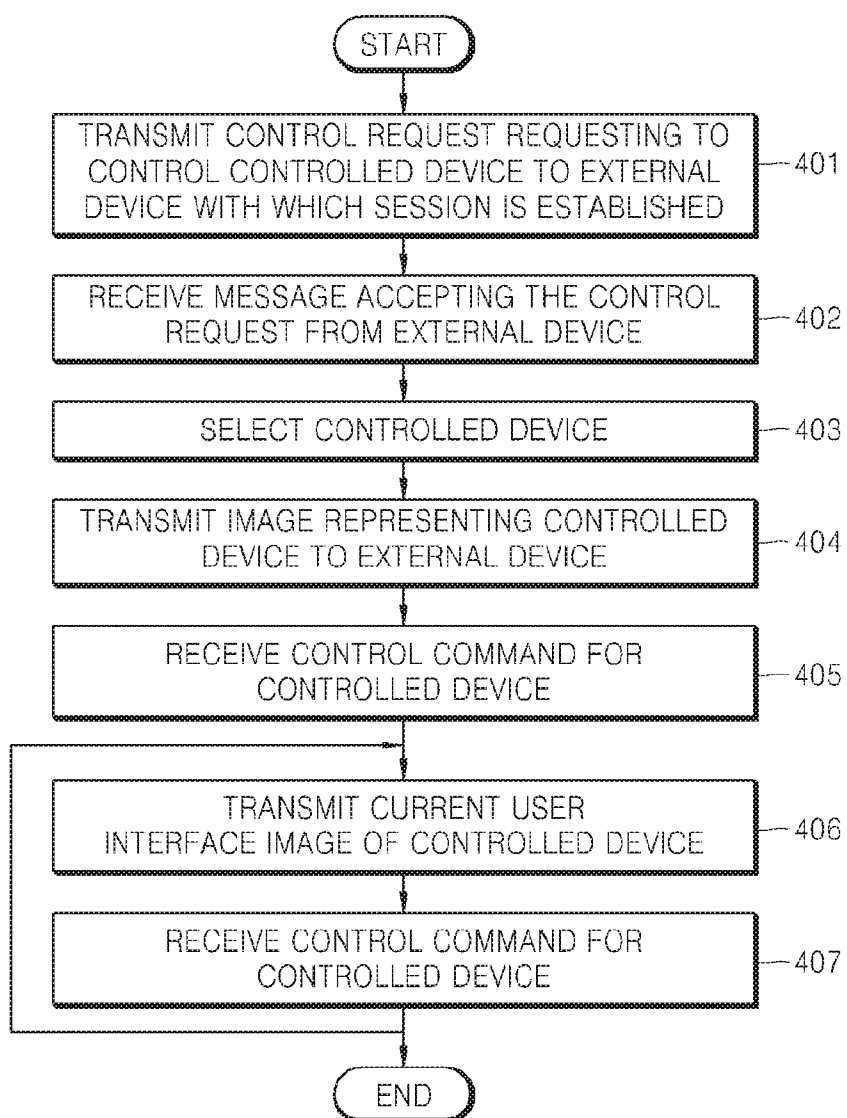 START
TRANSMIT CONTROL REQUEST REQUESTING TO
CONTROL CONTROLLED DEVICE TO EXTERNAL
DEVICE WITH WHICH SESSION IS ESTABLISHED
401
RECEIVE MESSAGE ACCEPTING THE CONTROL
REQUEST FROM EXTERNAL DEVICE
402
SELECT CONTROLLED DEVICE
403
TRANSMIT IMAGE REPRESENTING CONTROLLED
DEVICE TO EXTERNAL DEVICE
404
RECEIVE CONTROL COMMAND FOR
CONTROLLED DEVICE
405
TRANSMIT CURRENT USER
INTERFACE IMAGE OF CONTROLLED DEVICE
406
RECEIVE CONTROL COMMAND FOR
CONTROLLED DEVICE
407
END